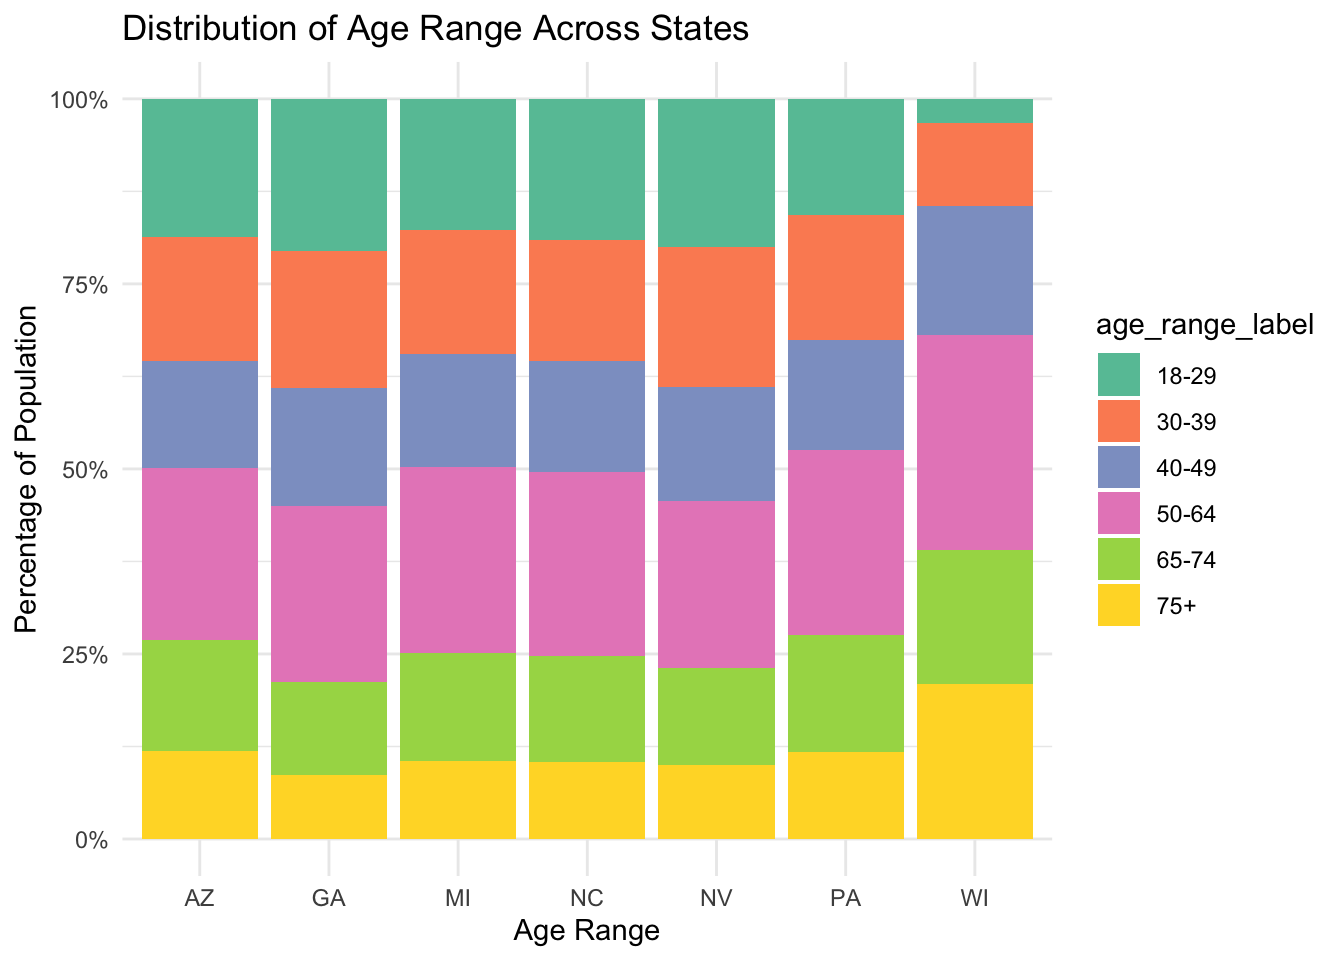 Distribution of Age Range Across States
100%
75%
50%
25%
0%
Percentage of Population
AZ GA MI NC NV PA WI
Age Range
age_range_label
18-29
30-39
40-49
50-64
65-74
75+